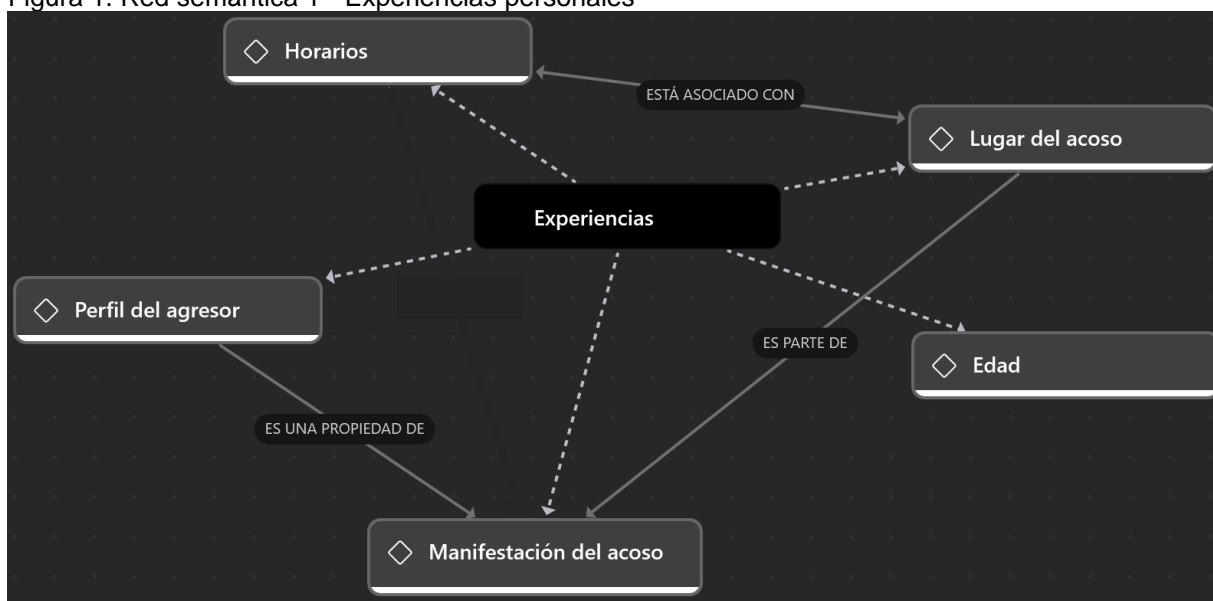 Figura 1. Red semántica 1 - Experiencias personales
Horarios
ESTÁ ASOCIADO CON
Lugar del acoso
Experiencias
Perfil del agresor
ES PARTE DE
Edad
ES UNA PROPIEDAD DE
Manifestación del acoso